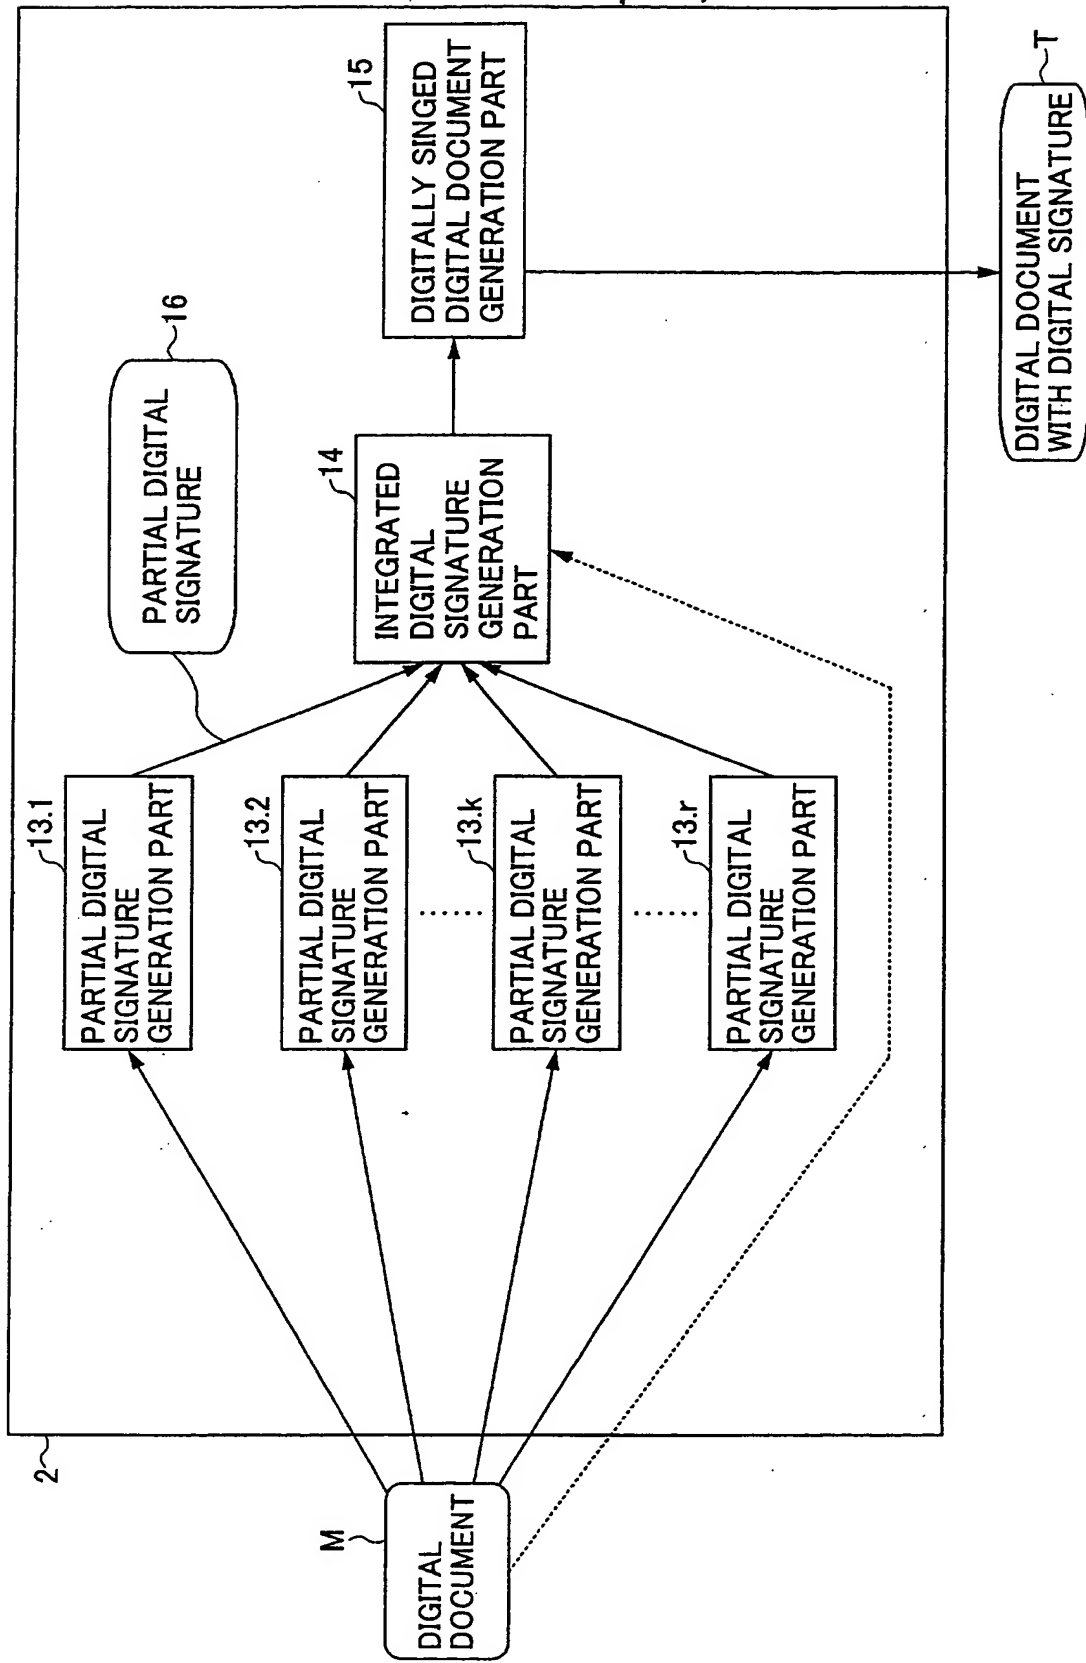 2
M
DIGITAL
DOCUMENT
13.1
PARTIAL DIGITAL
SIGNATURE
GENERATION PART
13.2
PARTIAL DIGITAL
SIGNATURE
GENERATION PART
13.k
PARTIAL DIGITAL
SIGNATURE
GENERATION PART
13.r
PARTIAL DIGITAL
SIGNATURE
GENERATION PART
16
PARTIAL DIGITAL
SIGNATURE
14
INTEGRATED
DIGITAL
SIGNATURE
GENERATION
PART
15
DIGITALLY SINGED
DIGITAL DOCUMENT
GENERATION PART
T
DIGITAL DOCUMENT
WITH DIGITAL SIGNATURE